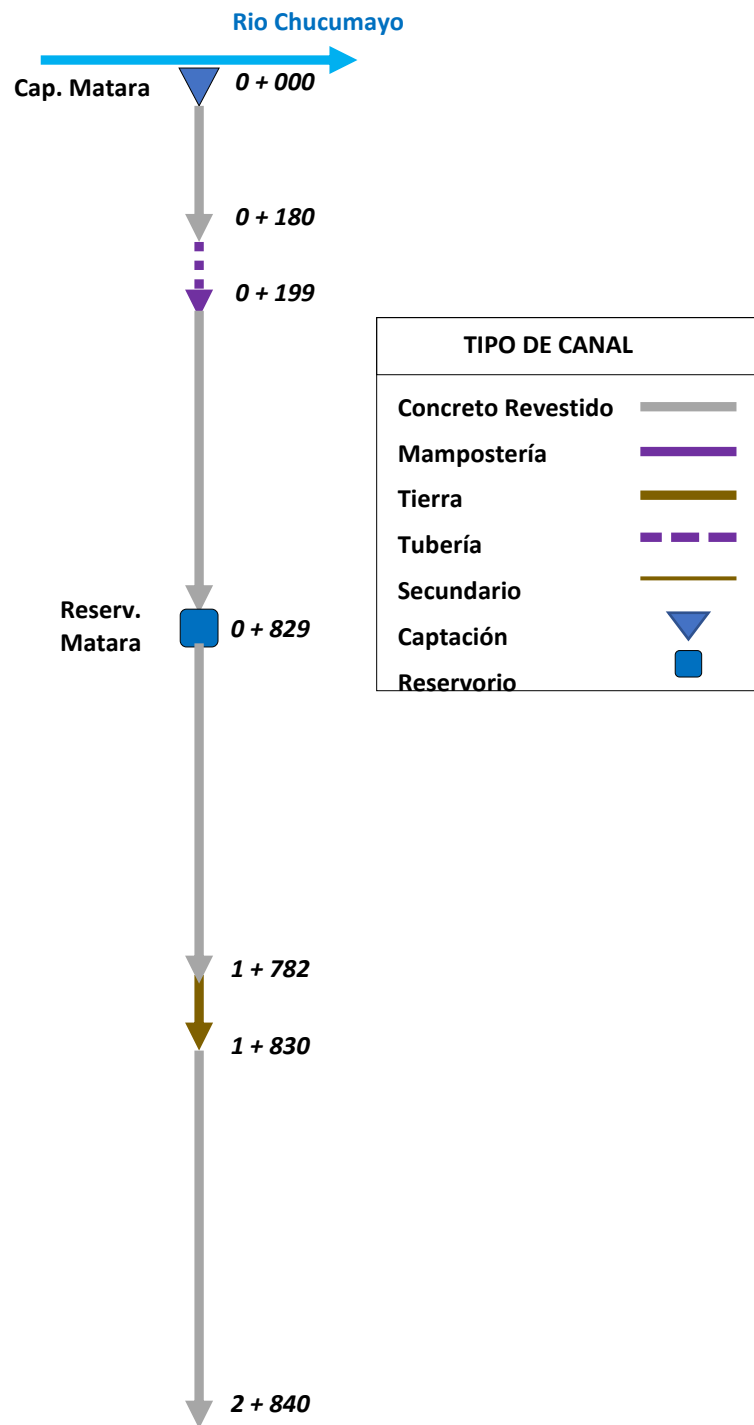 Rio Chucumayo
Cap. Matara
0 + 000
0 + 180
0 + 199
TIPO DE CANAL
Concreto Revestido
Mampostería
Tierra
Tubería
Secundario
Captación
Reservorio
Reserv.
Matara
0 + 829
1 + 782
1 + 830
2 + 840